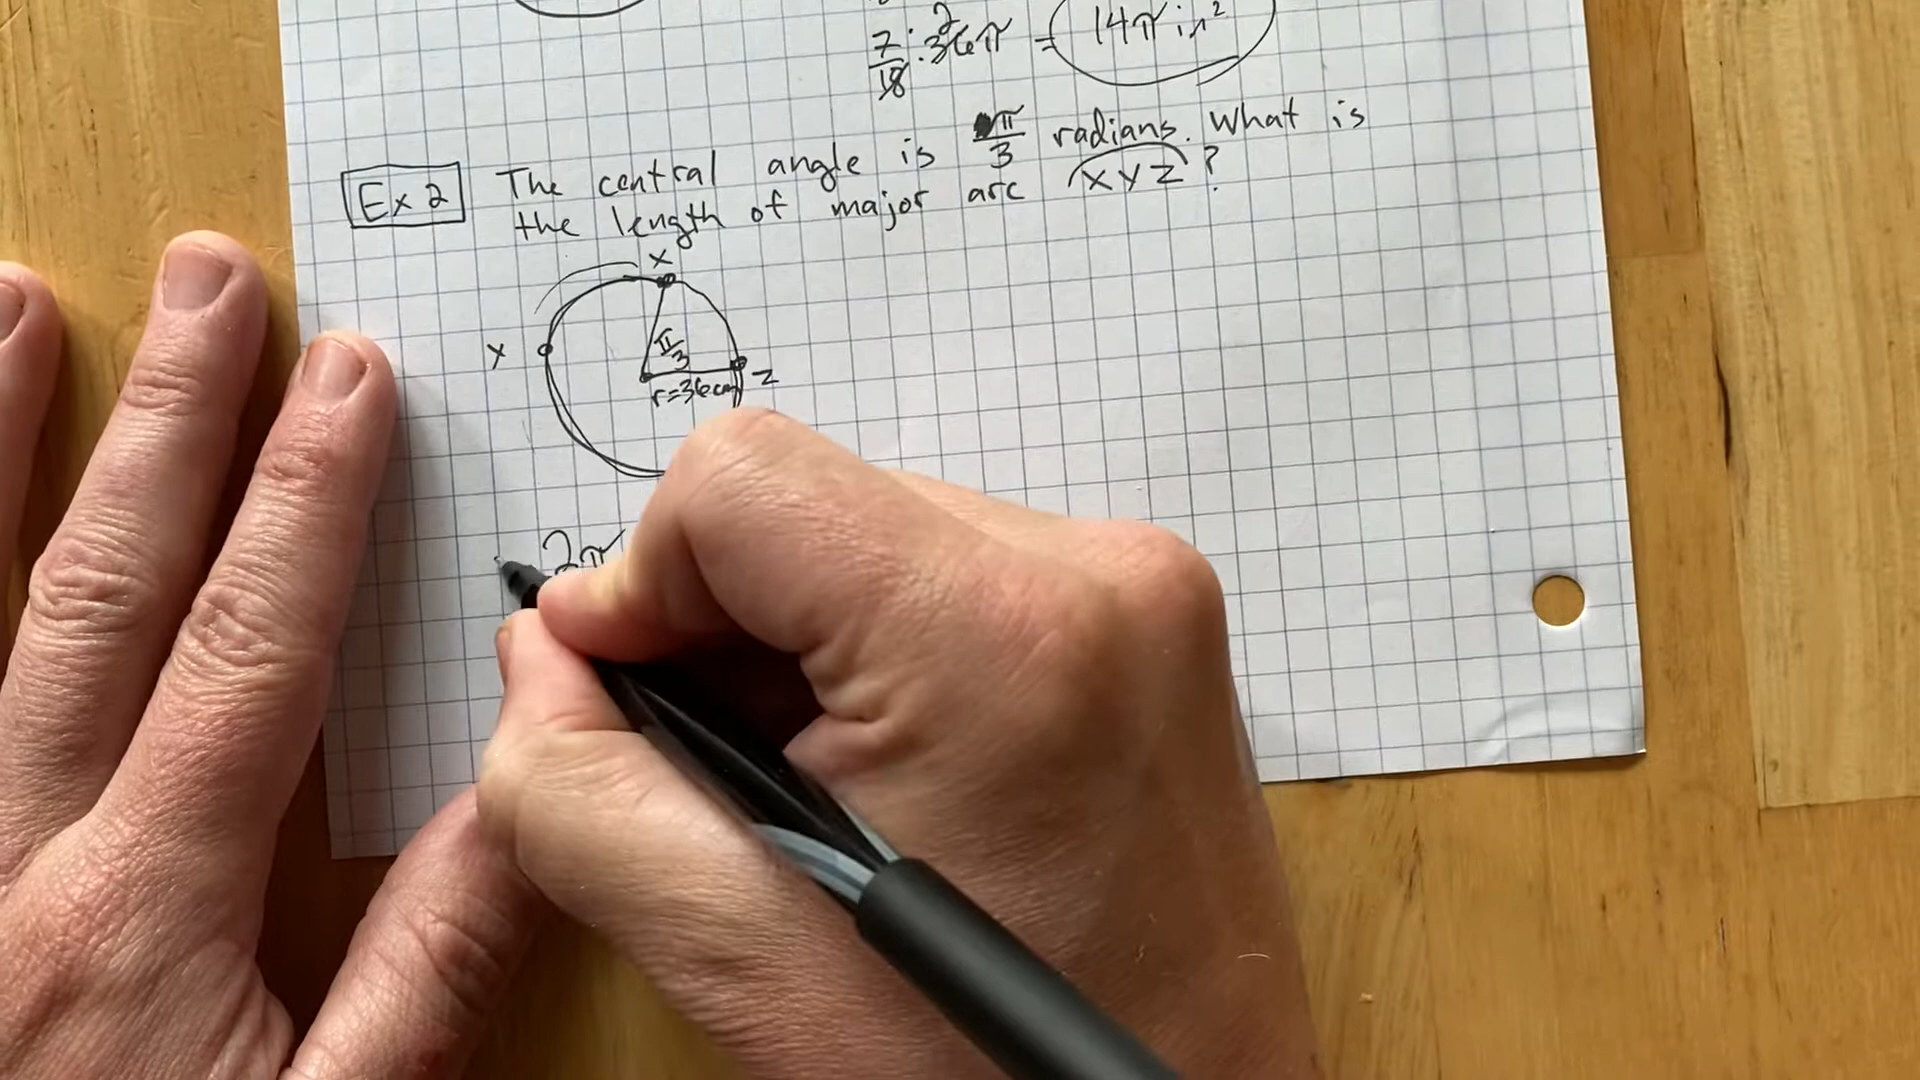 7/18 · 36π = 14π in²
2
Ex 2 The central angle is π/3 radians. What is
the length of major arc XYZ?
X
Y
π/3
r=36cm
Z
2π